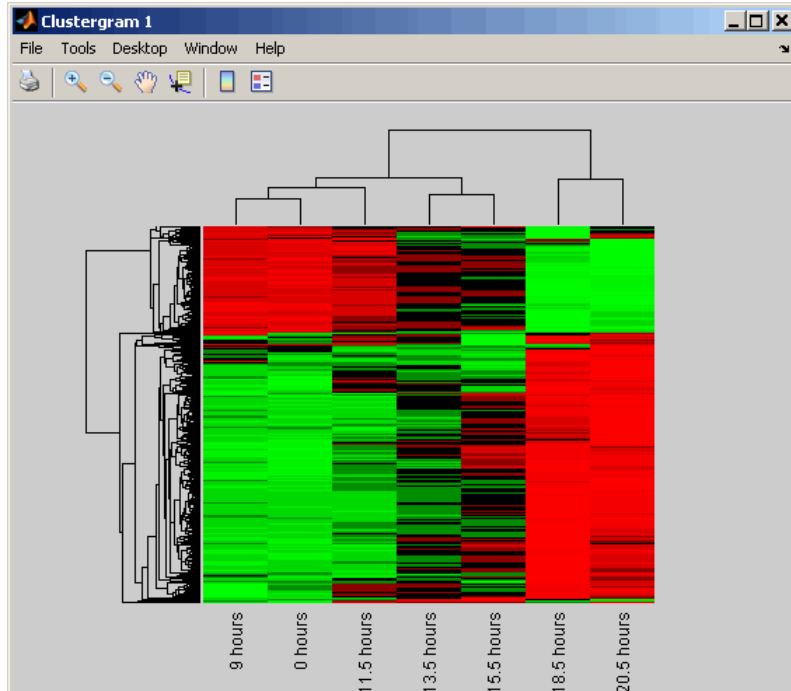 Clustergram 1
File Tools Desktop Window Help
9 hours
0 hours
11.5 hours
13.5 hours
15.5 hours
18.5 hours
20.5 hours